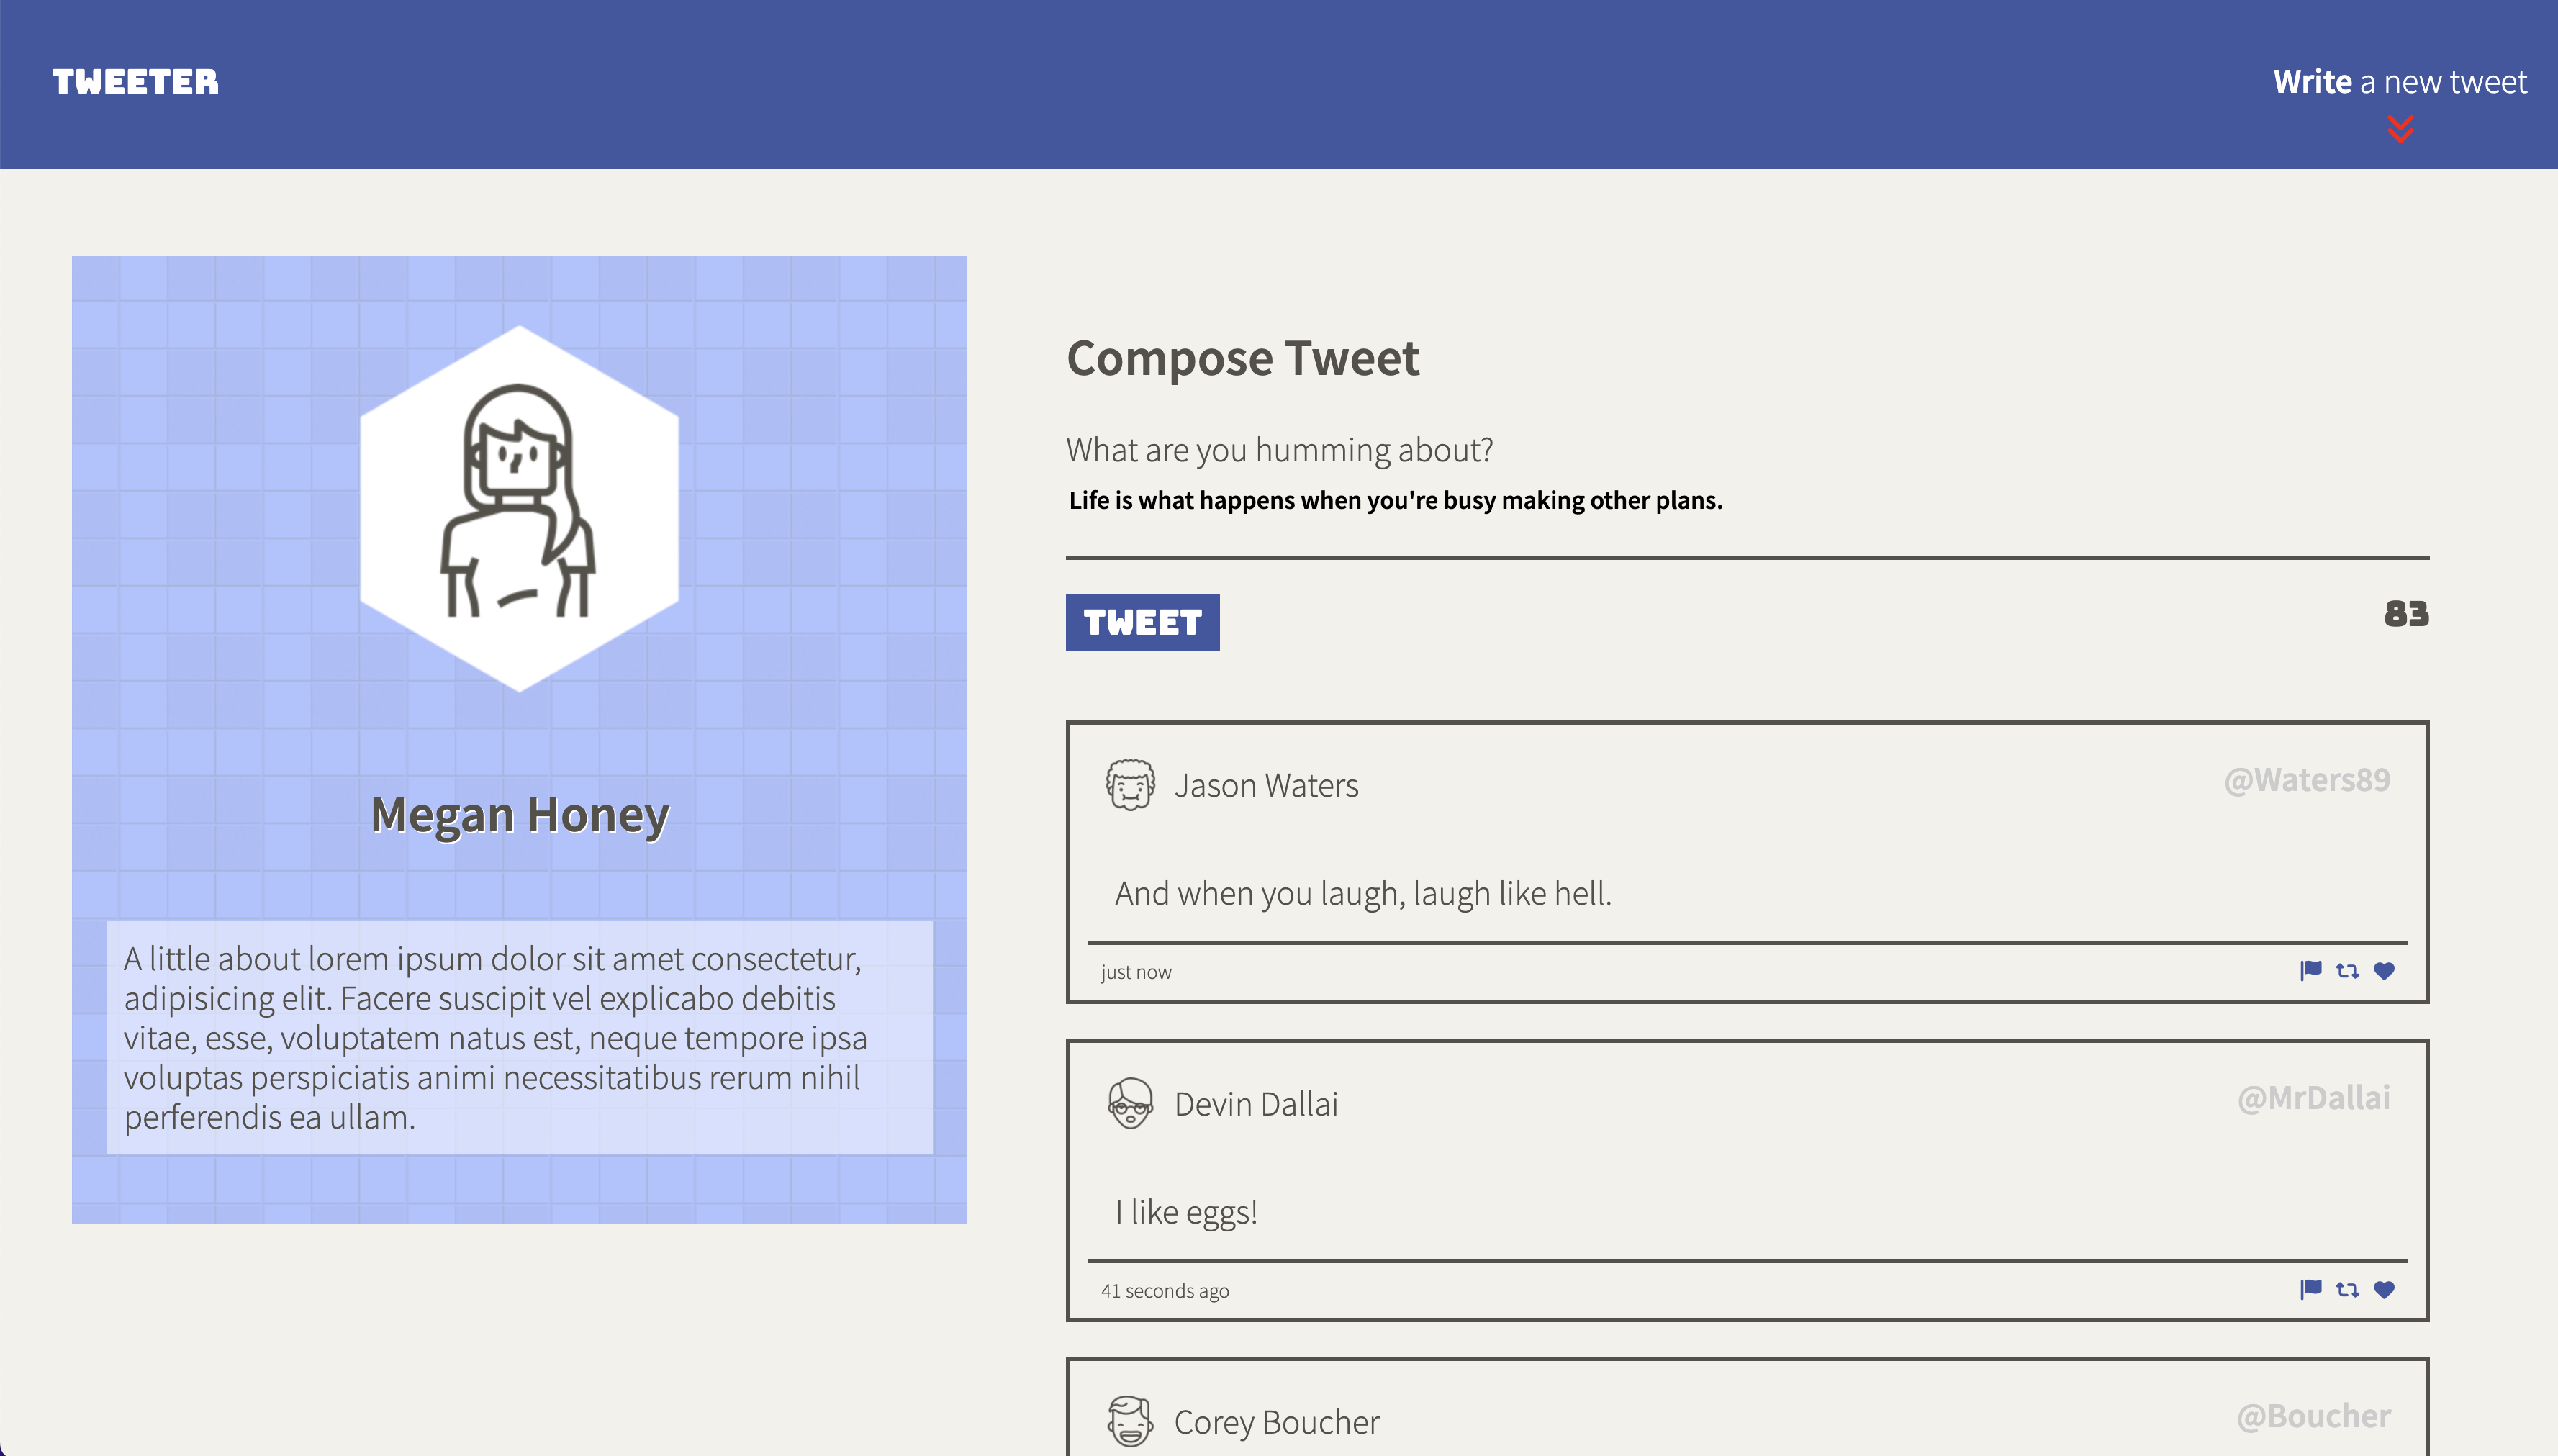 TWEETER
Write a new tweet
Megan Honey
A little about lorem ipsum dolor sit amet consectetur,
adipisicing elit. Facere suscipit vel explicabo debitis
vitae, esse, voluptatem natus est, neque tempore ipsa
voluptas perspiciatis animi necessitatibus rerum nihil
perferendis ea ullam.
Compose Tweet
What are you humming about?
Life is what happens when you're busy making other plans.
TWEET
83
Jason Waters
@Waters89
And when you laugh, laugh like hell.
just now
Devin Dallai
@MrDallai
I like eggs!
41 seconds ago
Corey Boucher
@Boucher